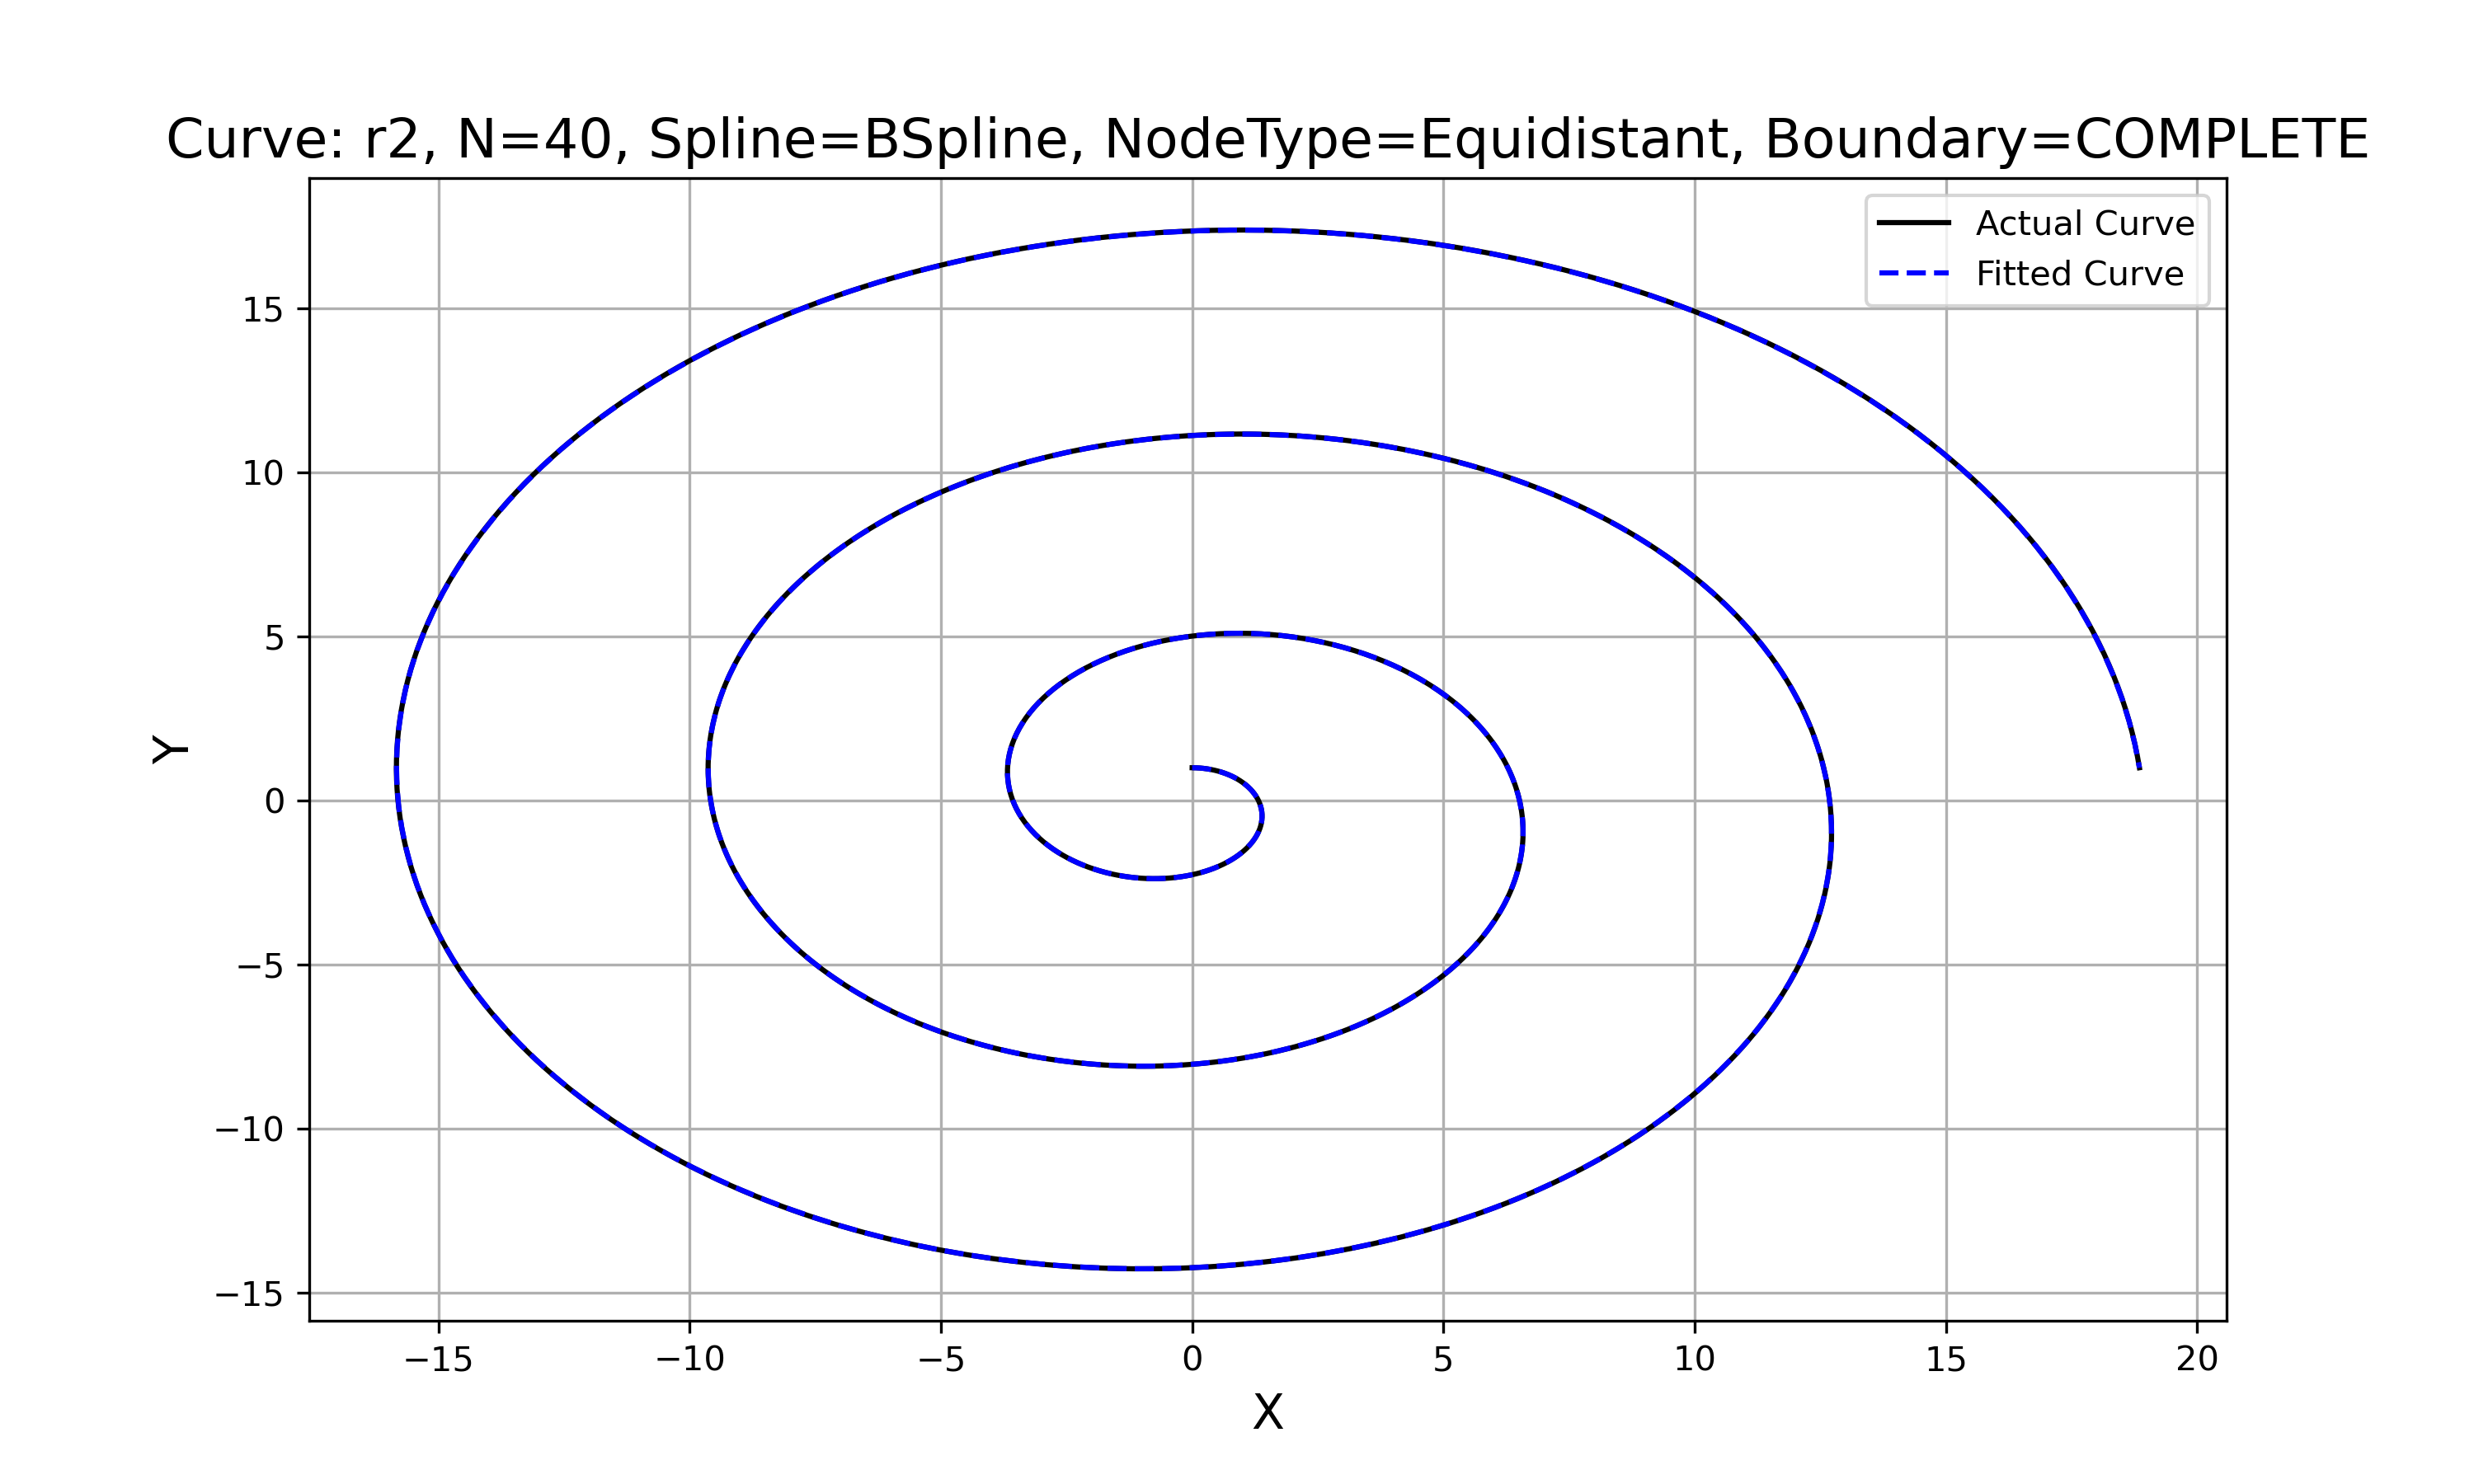 Curve: r2, N=40, Spline=BSpline, NodeType=Equidistant, Boundary=COMPLETE
Actual Curve
Fitted Curve
15
10
5
0
−5
−10
−15
Y
−15 −10 −5 0 5 10 15 20
X